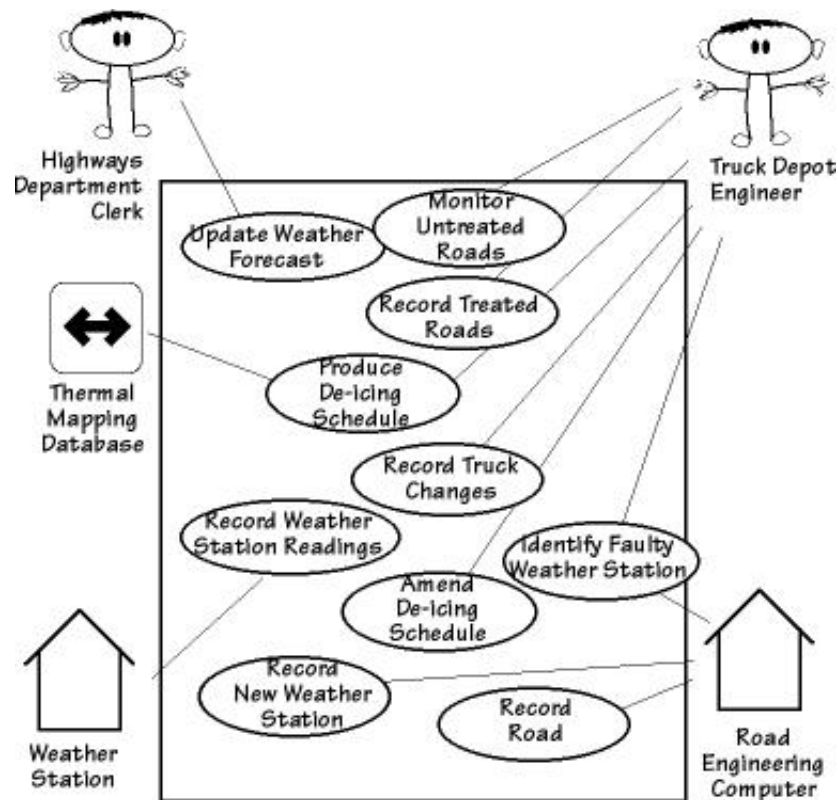 Highways
Department
Clerk
Truck Depot
Engineer
Update Weather
Forecast
Monitor
Untreated
Roads
Record Treated
Roads
Thermal
Mapping
Database
Produce
De-icing
Schedule
Record Truck
Changes
Record Weather
Station Readings
Identify Faulty
Weather Station
Amend
De-icing
Schedule
Record
New Weather
Station
Record
Road
Weather
Station
Road
Engineering
Computer